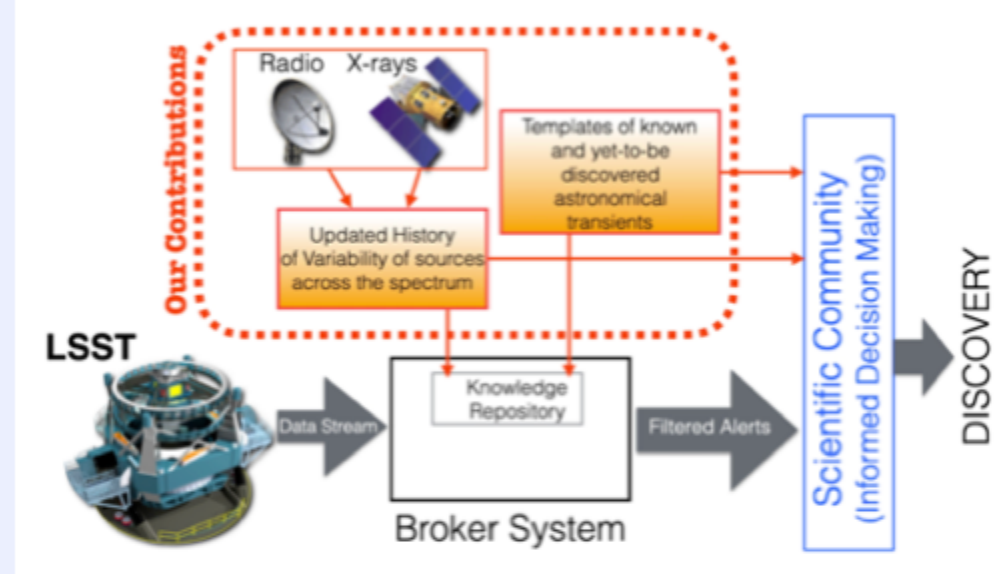 Our Contributions
Radio X-rays
Templates of known
and yet-to-be
discovered
astronomical
transients
Updated History
of Variability of sources
across the spectrum
LSST
Data Stream
Knowledge
Repository
Broker System
Filtered Alerts
Scientific Community
(Informed Decision Making)
DISCOVERY